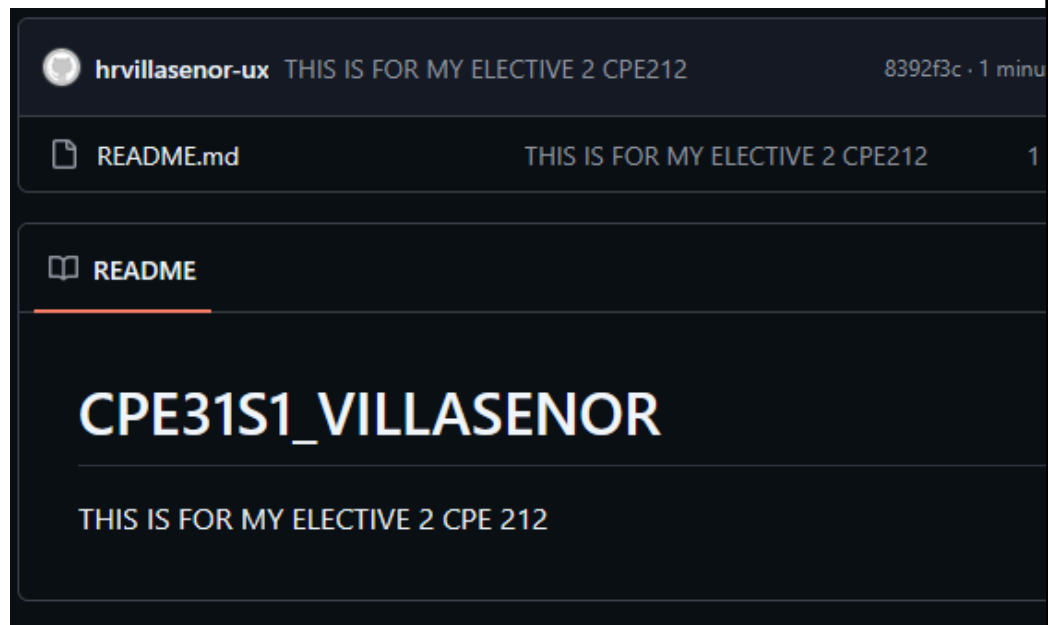 hrvillasenor-ux THIS IS FOR MY ELECTIVE 2 CPE212 8392f3c · 1 minu
README.md THIS IS FOR MY ELECTIVE 2 CPE212 1
README
CPE31S1_VILLASENOR
THIS IS FOR MY ELECTIVE 2 CPE 212